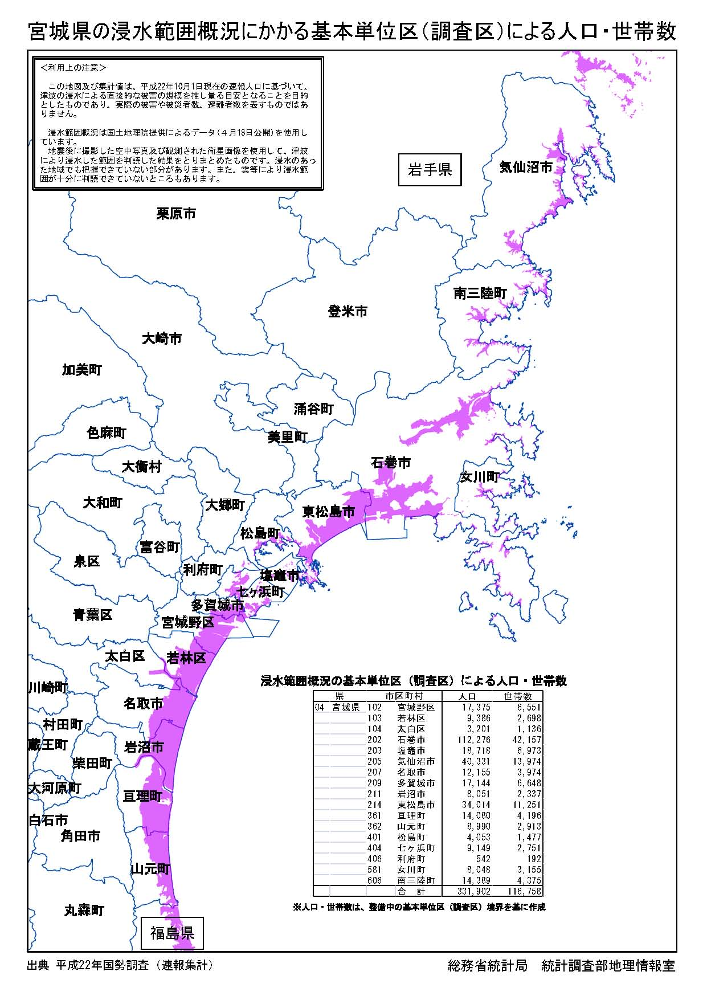 宮城県の浸水範囲概況にかかる基本単位区（調査区）による人口・世帯数
＜利用上の注意＞
この地図及び集計値は、平成22年10月1日現在の速報人口に基づいて、
津波の浸水による直接的な被害の規模を推し量る目安となることを目的
としたものであり、実際の被害や被災者数、避難者数を表すものではあ
りません。
浸水範囲概況は国土地理院提供によるデータ（４月18日公開）を使用し
ています。
地震後に撮影した空中写真及び観測された衛星画像を使用して、津波
により浸水した範囲を判読した結果をとりまとめたものです。浸水のあっ
た地域でも把握できていない部分があります。また、雲等により浸水範
囲が十分に判読できていないところもあります。
岩手県
気仙沼市
栗原市
南三陸町
登米市
大崎市
加美町
涌谷町
色麻町
美里町
石巻市
大衡村
女川町
大和町
大郷町
東松島市
松島町
富谷町
泉区
利府町
塩竈市
七ヶ浜町
多賀城市
青葉区
宮城野区
太白区
若林区
川崎町
名取市
村田町
蔵王町
岩沼市
柴田町
大河原町
亘理町
白石市
角田市
山元町
丸森町
福島県
浸水範囲概況の基本単位区（調査区）による人口・世帯数
県 市区町村 人口 世帯数
04 宮城県 102 宮城野区 17,375 6,551
103 若林区 9,386 2,698
104 太白区 3,201 1,136
202 石巻市 112,276 42,157
203 塩竈市 18,718 6,973
205 気仙沼市 40,331 13,974
207 名取市 12,155 3,974
209 多賀城市 17,144 6,648
211 岩沼市 8,051 2,337
214 東松島市 34,014 11,251
361 亘理町 14,080 4,196
362 山元町 8,990 2,913
401 松島町 4,053 1,477
404 七ヶ浜町 9,149 2,751
406 利府町 542 192
581 女川町 8,048 3,155
606 南三陸町 14,389 4,375
合 計 331,902 116,758
※人口・世帯数は、整備中の基本単位区（調査区）境界を基に作成
出典 平成22年国勢調査（速報集計）
総務省統計局 統計調査部地理情報室